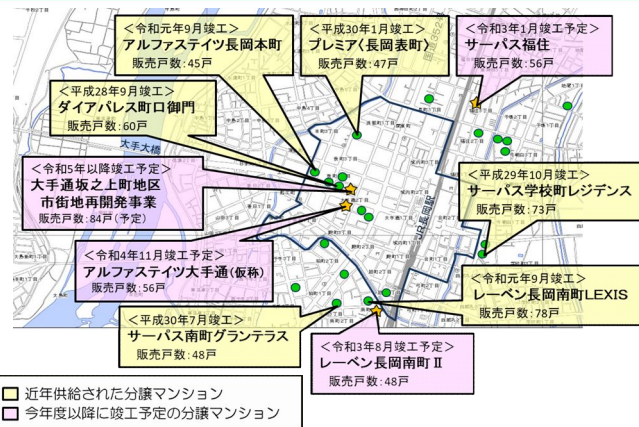 <令和元年9月竣工>
アルファステイツ長岡本町
販売戸数:45戸
<平成30年1月竣工>
プレミア〈長岡表町〉
販売戸数:47戸
<令和3年1月竣工予定>
サーパス福住
販売戸数:56戸
<平成28年9月竣工>
ダイアパレス町口御門
販売戸数:60戸
大手大橋
<令和5年以降竣工予定>
大手通坂之上町地区
市街地再開発事業
販売戸数:84戸(予定)
<平成29年10月竣工>
サーパス学校町レジデンス
販売戸数:73戸
JR長岡駅
<令和4年11月竣工予定>
アルファステイツ大手通(仮称)
販売戸数:56戸
<令和元年9月竣工>
レーベン長岡南町LEXIS
販売戸数:78戸
<平成30年7月竣工>
サーパス南町グランテラス
販売戸数:48戸
<令和3年8月竣工予定>
レーベン長岡南町Ⅱ
販売戸数:48戸
近年供給された分譲マンション
今年度以降に竣工予定の分譲マンション